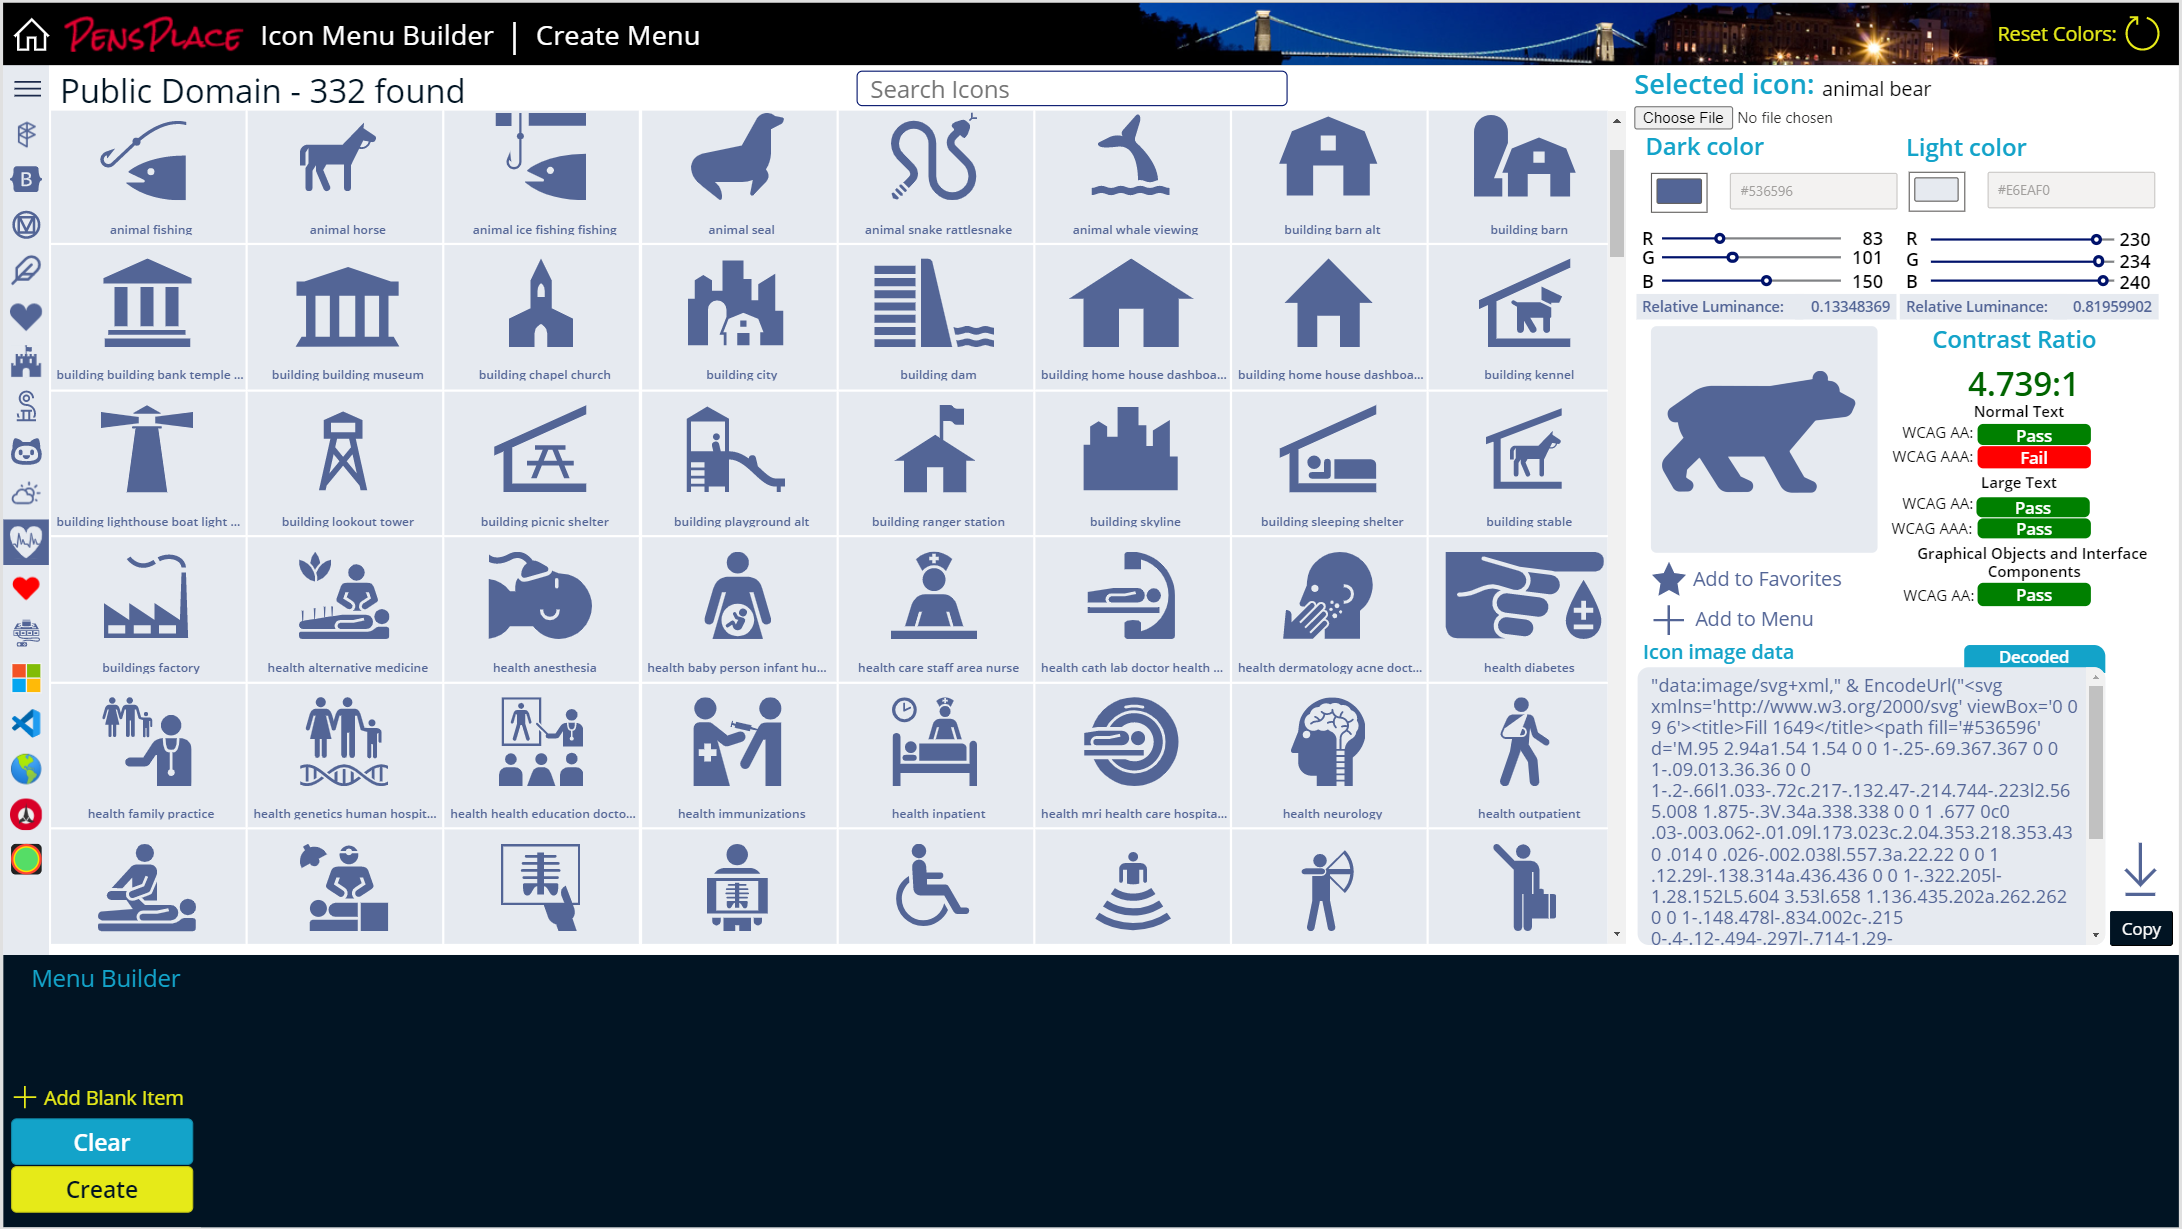 PENSPLACE Icon Menu Builder | Create Menu
Reset Colors:
Public Domain - 332 found
Search Icons
Selected icon: animal bear
Choose File No file chosen
Dark color
Light color
#536596
#E6EAF0
R 83
G 101
B 150
R 230
G 234
B 240
Relative Luminance: 0.13348369
Relative Luminance: 0.81959902
animal fishing
animal horse
animal ice fishing fishing
animal seal
animal snake rattlesnake
animal whale viewing
building barn alt
building barn
building building bank temple ...
building building museum
building chapel church
building city
building dam
building home house dashboa...
building home house dashboa...
building kennel
building lighthouse boat light ...
building lookout tower
building picnic shelter
building playground alt
building ranger station
building skyline
building sleeping shelter
building stable
buildings factory
health alternative medicine
health anesthesia
health baby person infant hu...
health care staff area nurse
health cath lab doctor health ...
health dermatology acne doct...
health diabetes
health family practice
health genetics human hospit...
health health education docto...
health immunizations
health inpatient
health mri health care hospita...
health neurology
health outpatient
Contrast Ratio
4.739:1
Normal Text
WCAG AA: Pass
WCAG AAA: Fail
Large Text
WCAG AA: Pass
WCAG AAA: Pass
Graphical Objects and Interface
Components
WCAG AA: Pass
Add to Favorites
Add to Menu
Icon image data
Decoded
"data:image/svg+xml," & EncodeUrl("<svg
xmlns='http://www.w3.org/2000/svg' viewBox='0 0
9 6'><title>Fill 1649</title><path fill='#536596'
d='M.95 2.94a1.54 1.54 0 0 1-.25-.69.367.367 0 0
1-.09.013.36.36 0 0
1-.2-.66l1.033-.72c.217-.132.47-.214.744-.223l2.56
5.008 1.875-.3V.34a.338.338 0 0 1 .677 0c0
.03-.003.062-.01.09l.173.023c.2.04.353.218.353.43
0 .014 0 .026-.002.038l.557.3a.22.22 0 0 1
.12.29l-.138.314a.436.436 0 0 1-.322.205l-
1.28.152L5.604 3.53l.658 1.136.435.202a.262.262
0 0 1-.148.478l-.834.002c-.215
0-.4-.12-.494-.297l-.714-1.29-
Copy
Menu Builder
Add Blank Item
Clear
Create